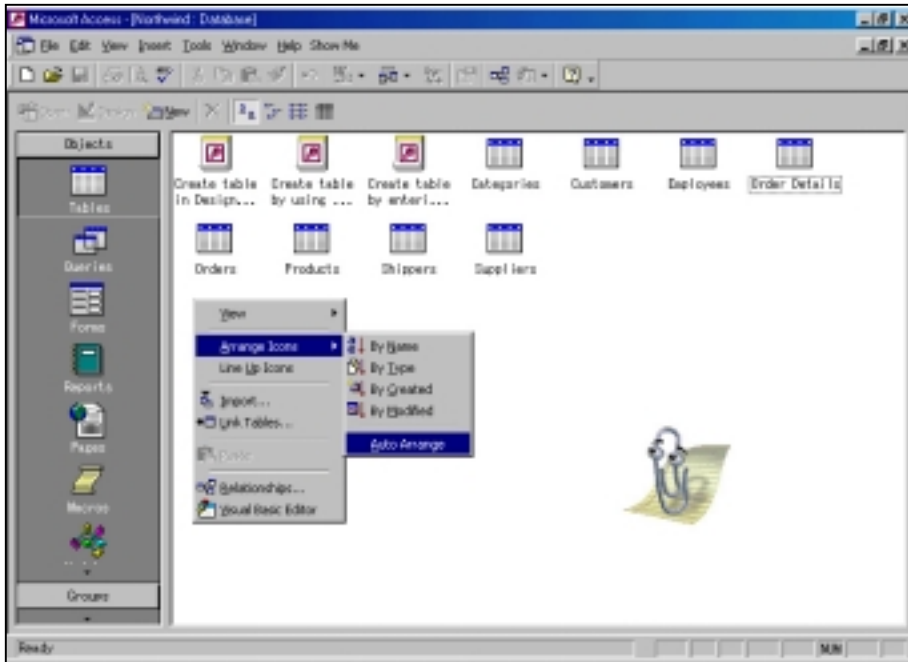 Microsoft Access - [Northwind : Database]
File Edit View Insert Tools Window Help Show Me
Open Design New
Objects
Tables
Queries
Forms
Reports
Pages
Macros
Groups
Create table in Design...
Create table by using ...
Create table by enteri...
Categories
Customers
Employees
Order Details
Orders
Products
Shippers
Suppliers
View
Arrange Icons
Line Up Icons
Import...
Link Tables...
Paste
Relationships...
Visual Basic Editor
By Name
By Type
By Created
By Modified
Auto Arrange
Ready
NUM